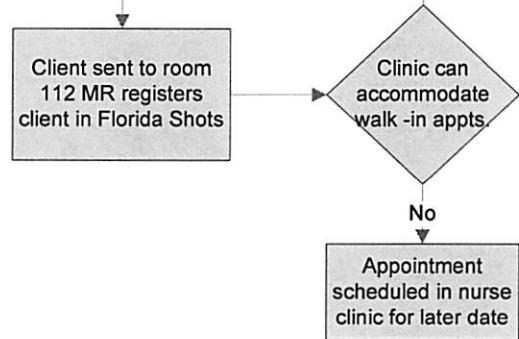 Client sent to room
112 MR registers
client in Florida Shots
Clinic can
accommodate
walk -in appts.
No
Appointment
scheduled in nurse
clinic for later date